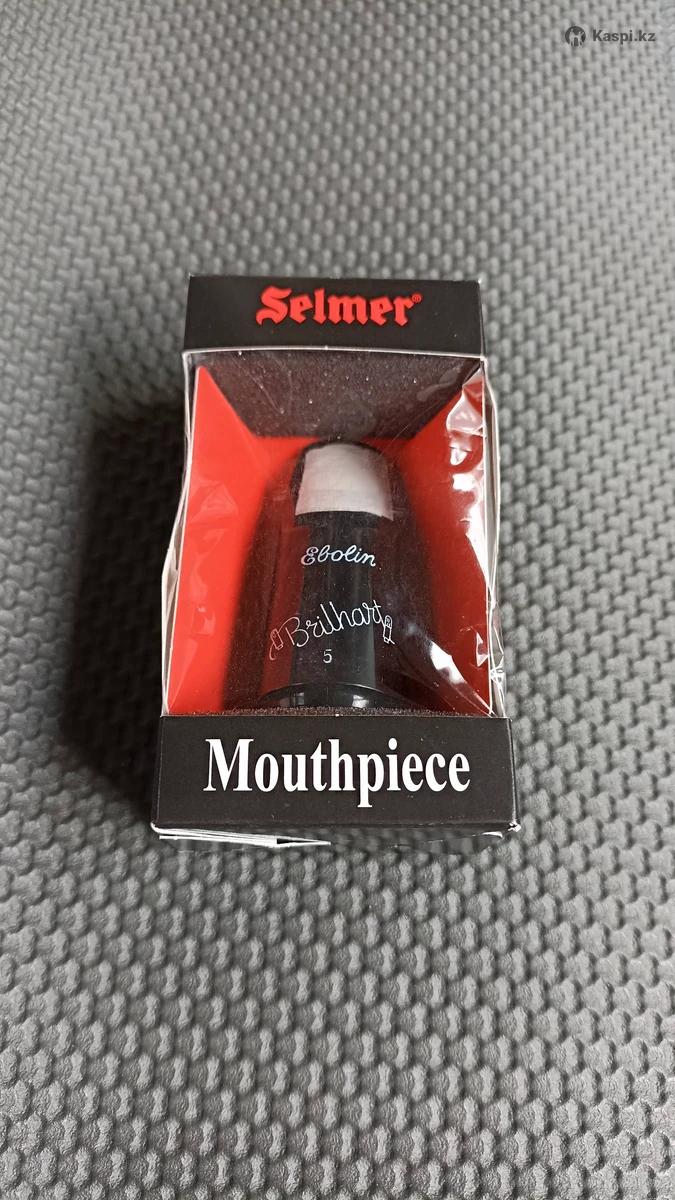 Kaspi.kz
Selmer®
Ebolin
Brilhart
5
Mouthpiece